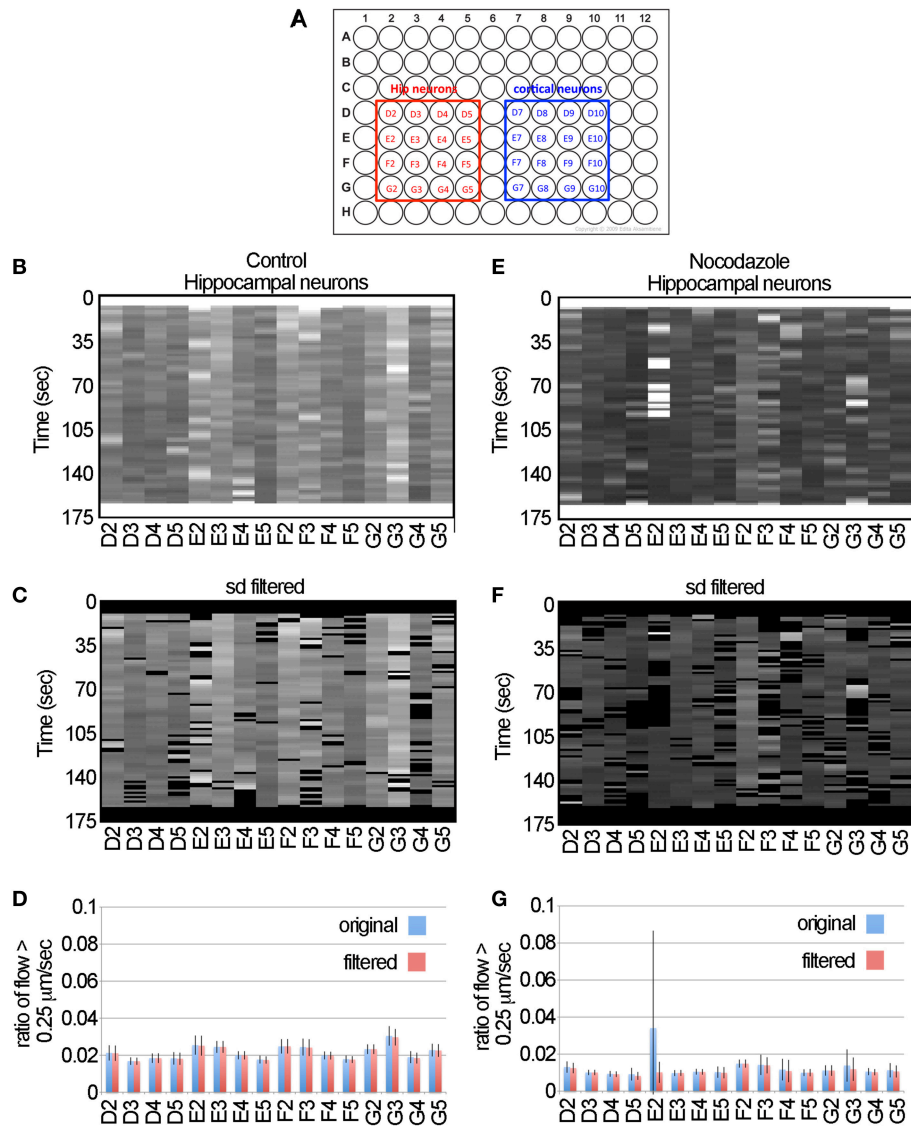 A
1 2 3 4 5 6 7 8 9 10 11 12
A
B
C
Hip neurons cortical neurons
D D2 D3 D4 D5 D7 D8 D9 D10
E E2 E3 E4 E5 E7 E8 E9 E10
F F2 F3 F4 F5 F7 F8 F9 F10
G G2 G3 G4 G5 G7 G8 G9 G10
H
B
Control
Hippocampal neurons
Time (sec)
0
35
70
105
140
175
D2 D3 D4 D5 E2 E3 E4 E5 F2 F3 F4 F5 G2 G3 G4 G5
C
sd filtered
Time (sec)
0
35
70
105
140
175
D2 D3 D4 D5 E2 E3 E4 E5 F2 F3 F4 F5 G2 G3 G4 G5
D
ratio of flow >
0.25 μm/sec
0.1
0.08
0.06
0.04
0.02
0
original
filtered
D2 D3 D4 D5 E2 E3 E4 E5 F2 F3 F4 F5 G2 G3 G4 G5
E
Nocodazole
Hippocampal neurons
Time (sec)
0
35
70
105
140
175
D2 D3 D4 D5 E2 E3 E4 E5 F2 F3 F4 F5 G2 G3 G4 G5
F
sd filtered
Time (sec)
0
35
70
105
140
175
D2 D3 D4 D5 E2 E3 E4 E5 F2 F3 F4 F5 G2 G3 G4 G5
G
ratio of flow >
0.25 μm/sec
0.1
0.08
0.06
0.04
0.02
0
original
filtered
D2 D3 D4 D5 E2 E3 E4 E5 F2 F3 F4 F5 G2 G3 G4 G5